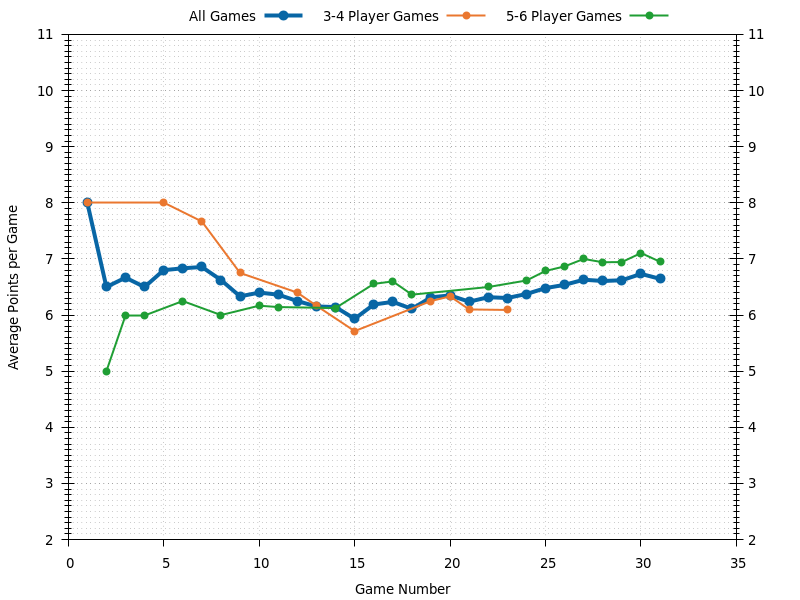 All Games 3-4 Player Games 5-6 Player Games
11 11
10 10
9 9
8 8
7 7
6 6
5 5
4 4
3 3
2 2
Average Points per Game
0 5 10 15 20 25 30 35
Game Number